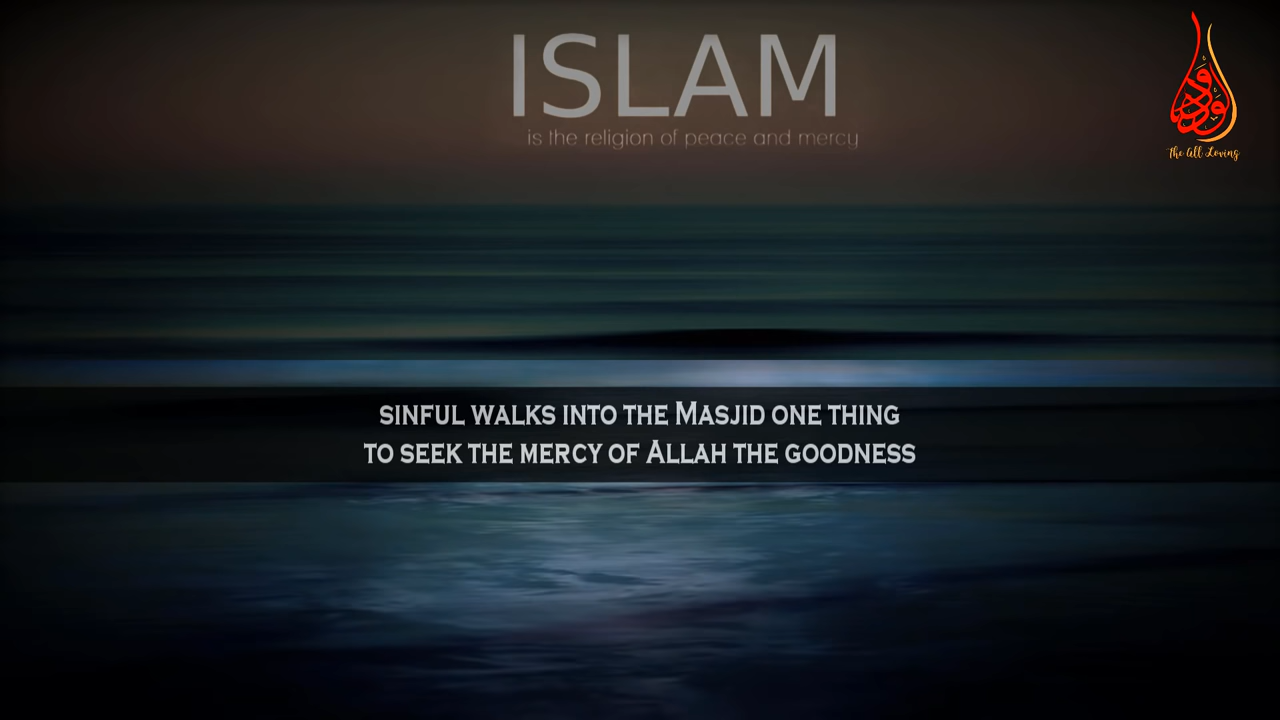 ISLAM
is the religion of peace and mercy
الودود
The All Loving
SINFUL WALKS INTO THE MASJID ONE THING
TO SEEK THE MERCY OF ALLAH THE GOODNESS